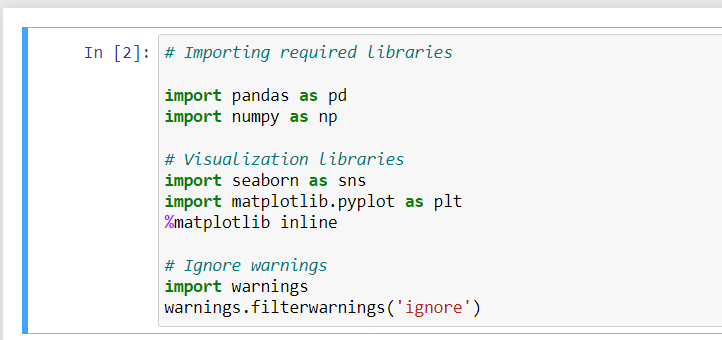 In [2]: # Importing required libraries
import pandas as pd
import numpy as np
# Visualization libraries
import seaborn as sns
import matplotlib.pyplot as plt
%matplotlib inline
# Ignore warnings
import warnings
warnings.filterwarnings('ignore')